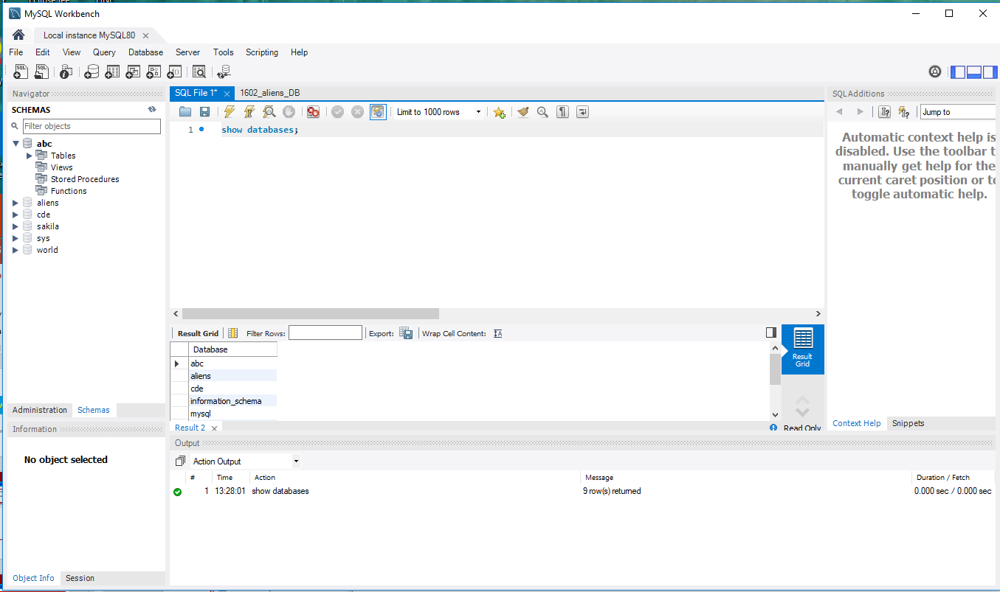 MySQL Workbench
Local instance MySQL80
File Edit View Query Database Server Tools Scripting Help
Navigator
SCHEMAS
Filter objects
abc
Tables
Views
Stored Procedures
Functions
aliens
cde
sakila
sys
world
Administration Schemas
Information
No object selected
Object Info Session
SQL File 1* 1602_aliens_DB
Limit to 1000 rows
1 show databases;
Result Grid Filter Rows: Export: Wrap Cell Content:
Database
abc
aliens
cde
information_schema
mysql
Result
Grid
Result 2 Read Only
SQLAdditions
Jump to
Automatic context help is
disabled. Use the toolbar t
manually get help for the
current caret position or to
toggle automatic help.
Context Help Snippets
Output
Action Output
# Time Action Message Duration / Fetch
1 13:28:01 show databases 9 row(s) returned 0.000 sec / 0.000 sec